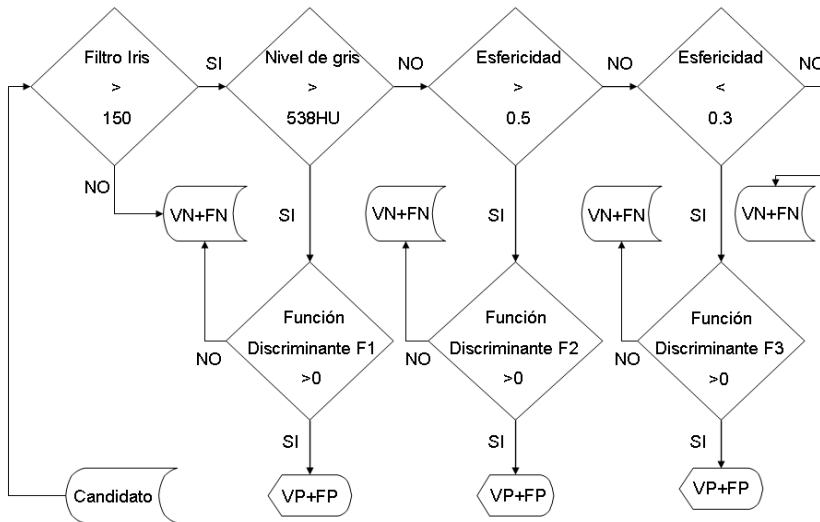 Filtro Iris
>
150
SI
Nivel de gris
>
538HU
NO
Esfericidad
>
0.5
NO
Esfericidad
<
0.3
NO
NO
VN+FN
SI
VN+FN
SI
VN+FN
SI
VN+FN
Función
Discriminante F1
>0
NO
Función
Discriminante F2
>0
NO
Función
Discriminante F3
>0
NO
SI
SI
SI
Candidato
VP+FP
VP+FP
VP+FP